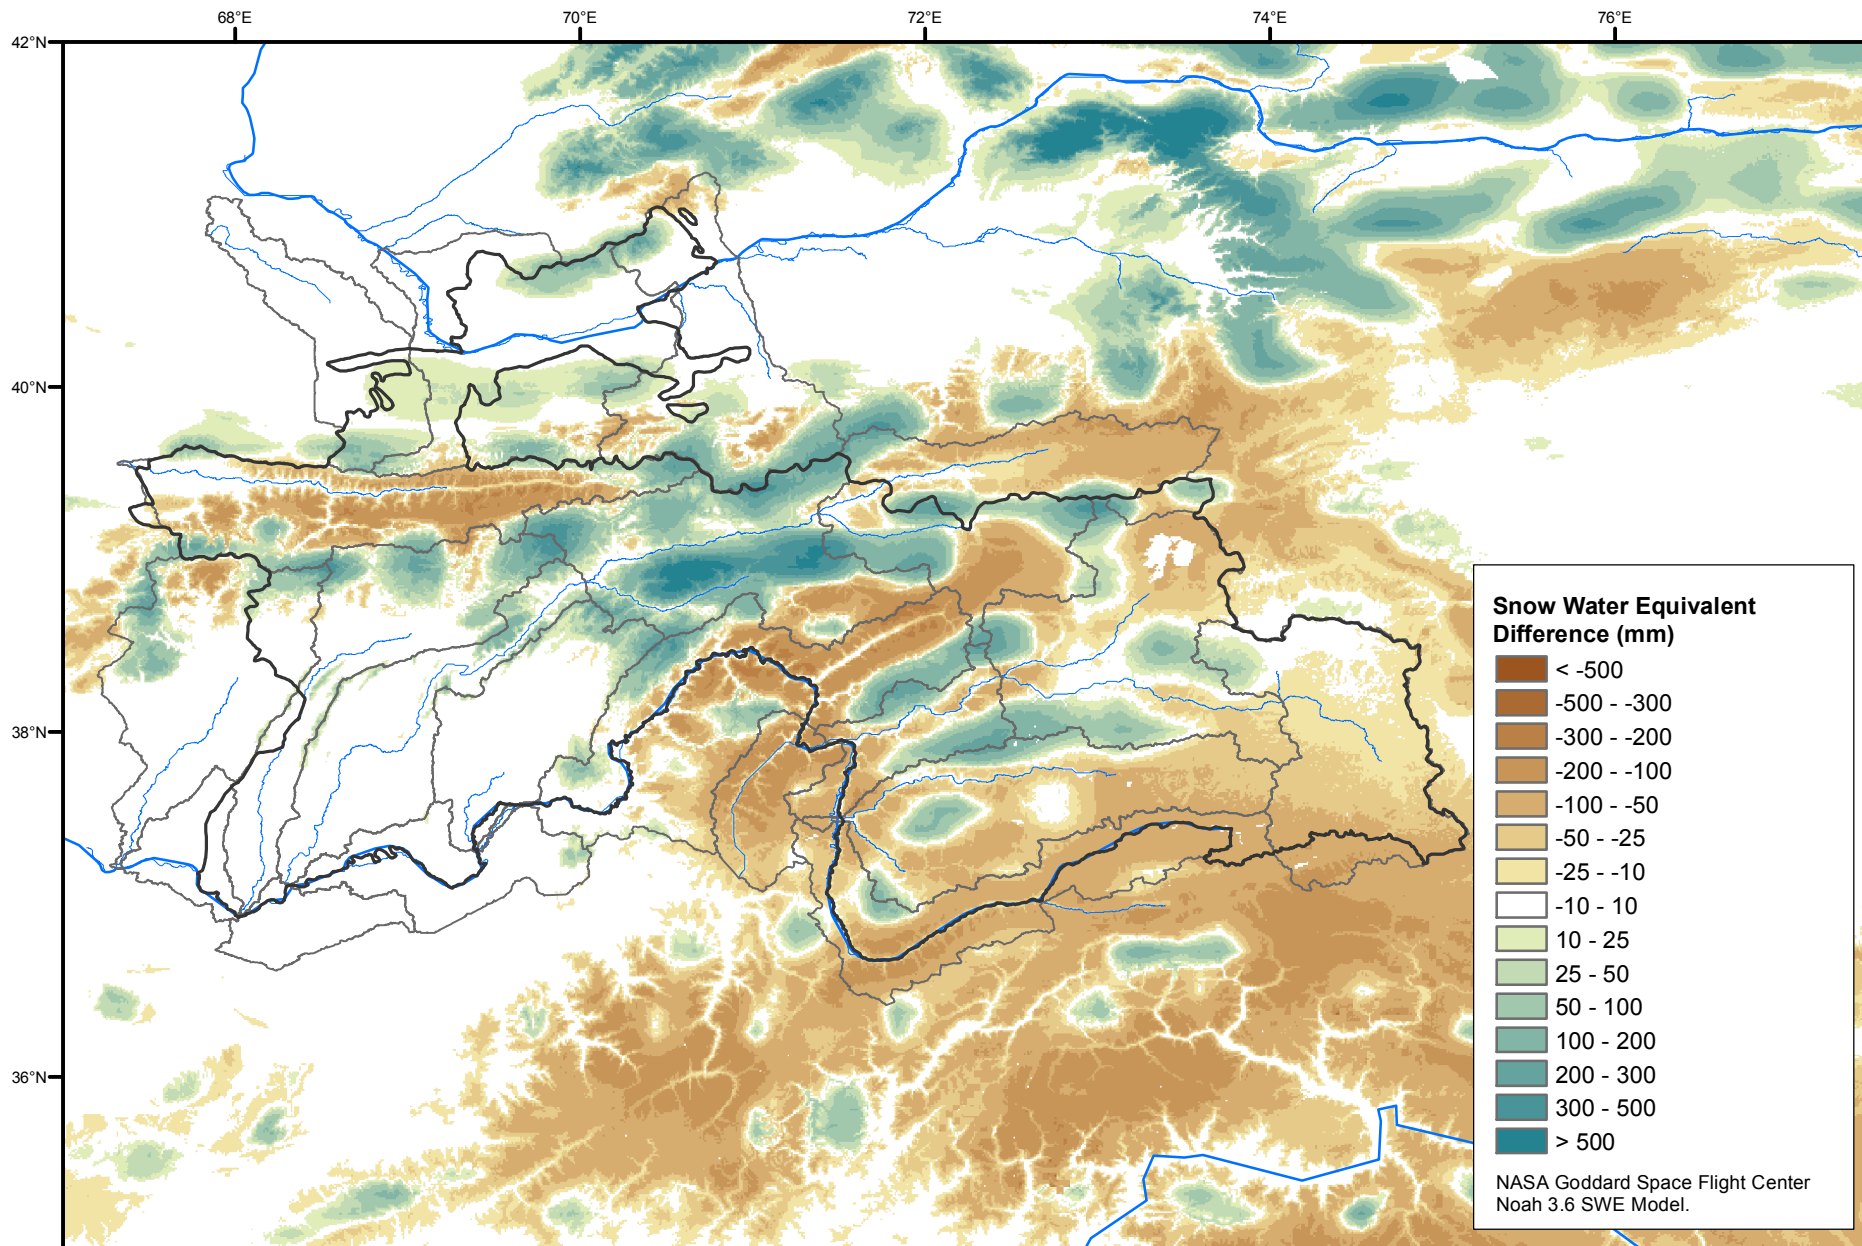 68°E
70°E
72°E
74°E
76°E
42°N
40°N
38°N
36°N
Snow Water Equivalent
Difference (mm)
< -500
-500 - -300
-300 - -200
-200 - -100
-100 - -50
-50 - -25
-25 - -10
-10 - 10
10 - 25
25 - 50
50 - 100
100 - 200
200 - 300
300 - 500
> 500
NASA Goddard Space Flight Center
Noah 3.6 SWE Model.